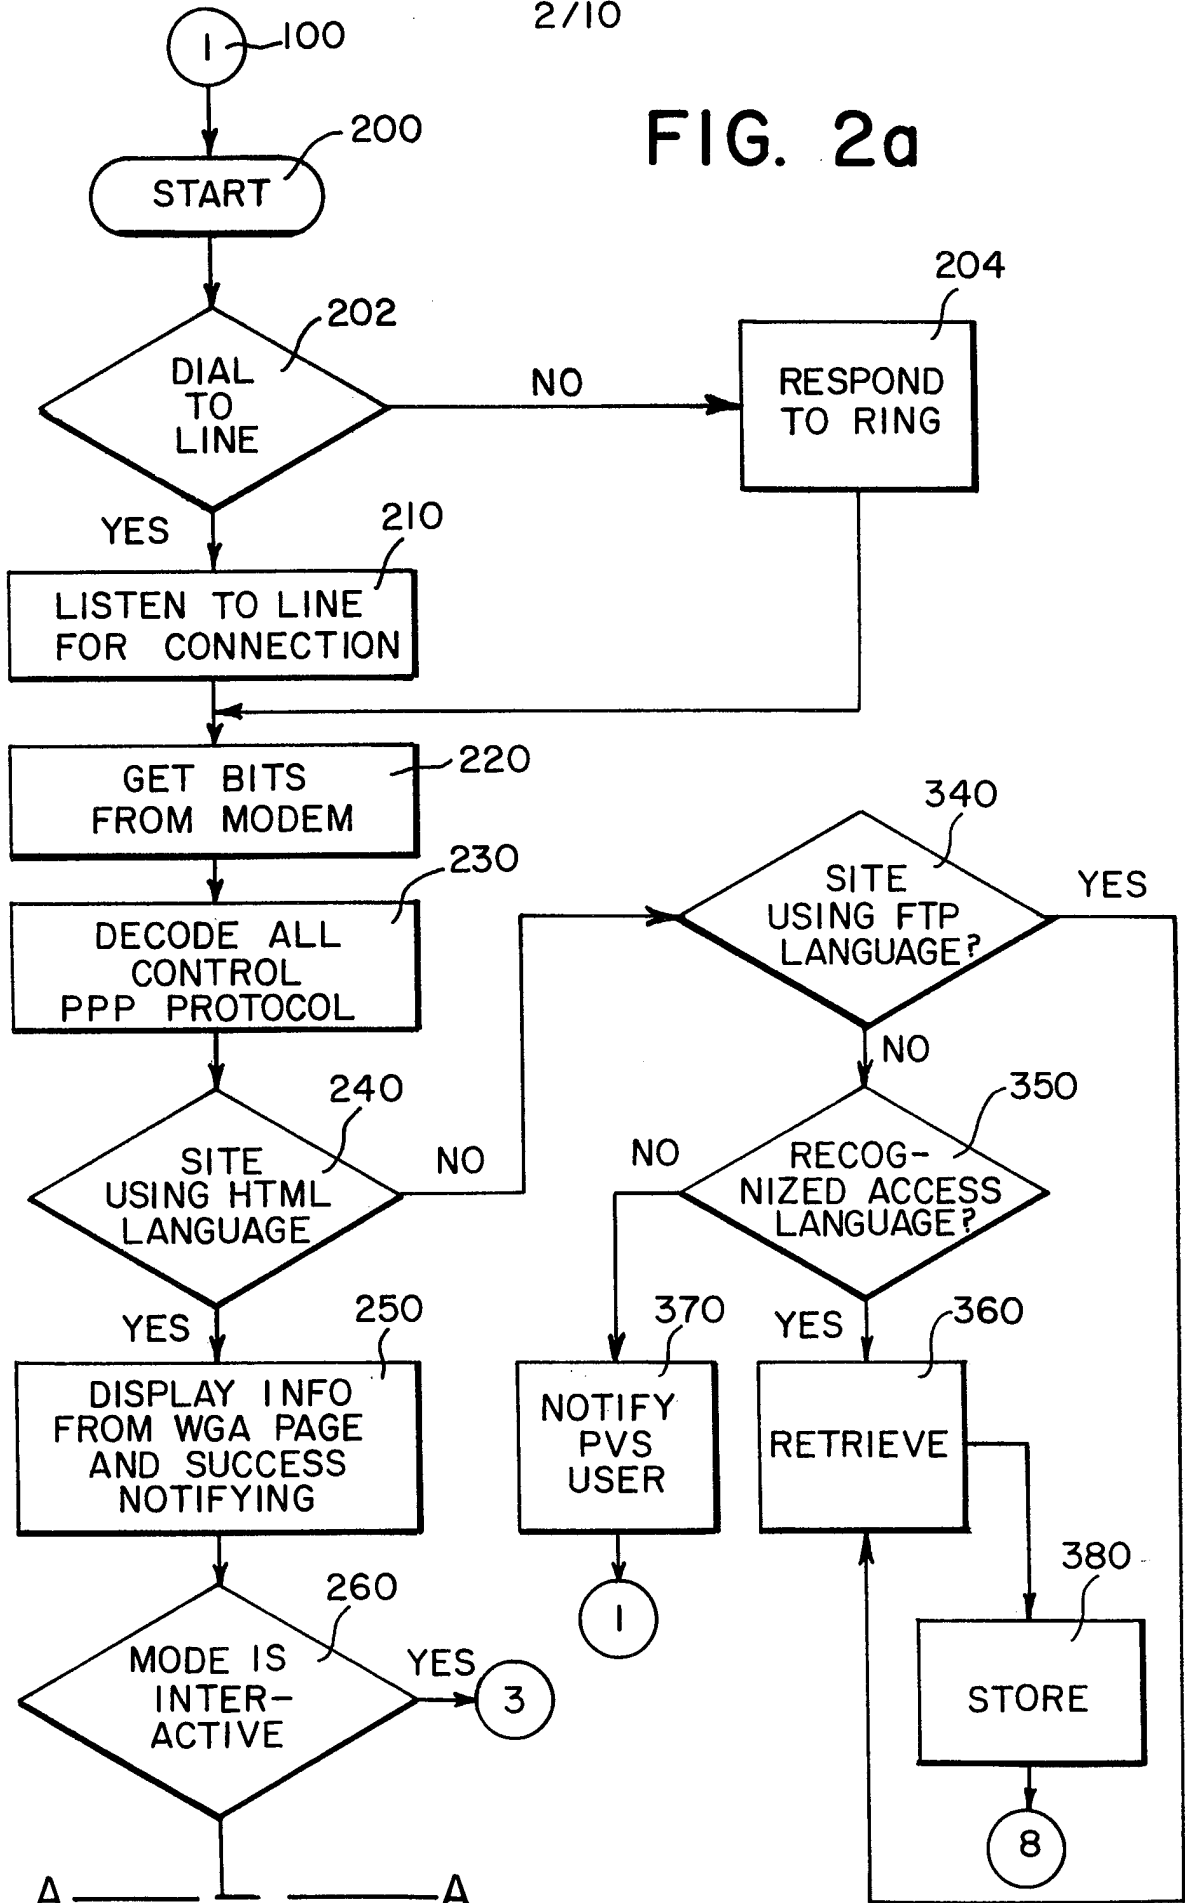 2/10
FIG. 2a
1
100
START
200
DIAL
TO
LINE
202
NO
RESPOND
TO RING
204
YES
LISTEN TO LINE
FOR CONNECTION
210
GET BITS
FROM MODEM
220
DECODE ALL
CONTROL
PPP PROTOCOL
230
SITE
USING HTML
LANGUAGE
240
NO
YES
DISPLAY INFO
FROM WGA PAGE
AND SUCCESS
NOTIFYING
250
MODE IS
INTER-
ACTIVE
260
YES
3
A
A
SITE
USING FTP
LANGUAGE?
340
YES
NO
RECOG-
NIZED ACCESS
LANGUAGE?
350
NO
NOTIFY
PVS
USER
370
1
YES
RETRIEVE
360
STORE
380
8